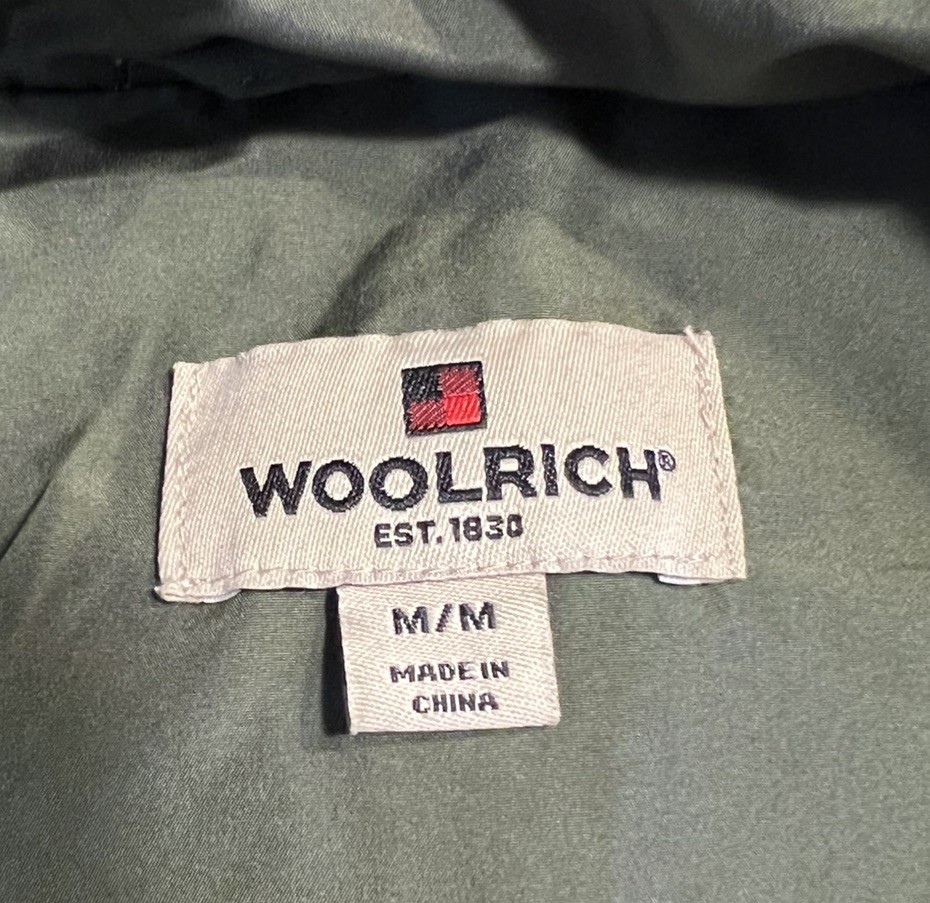 WOOLRICH®
EST. 1830
M/M
MADE IN
CHINA